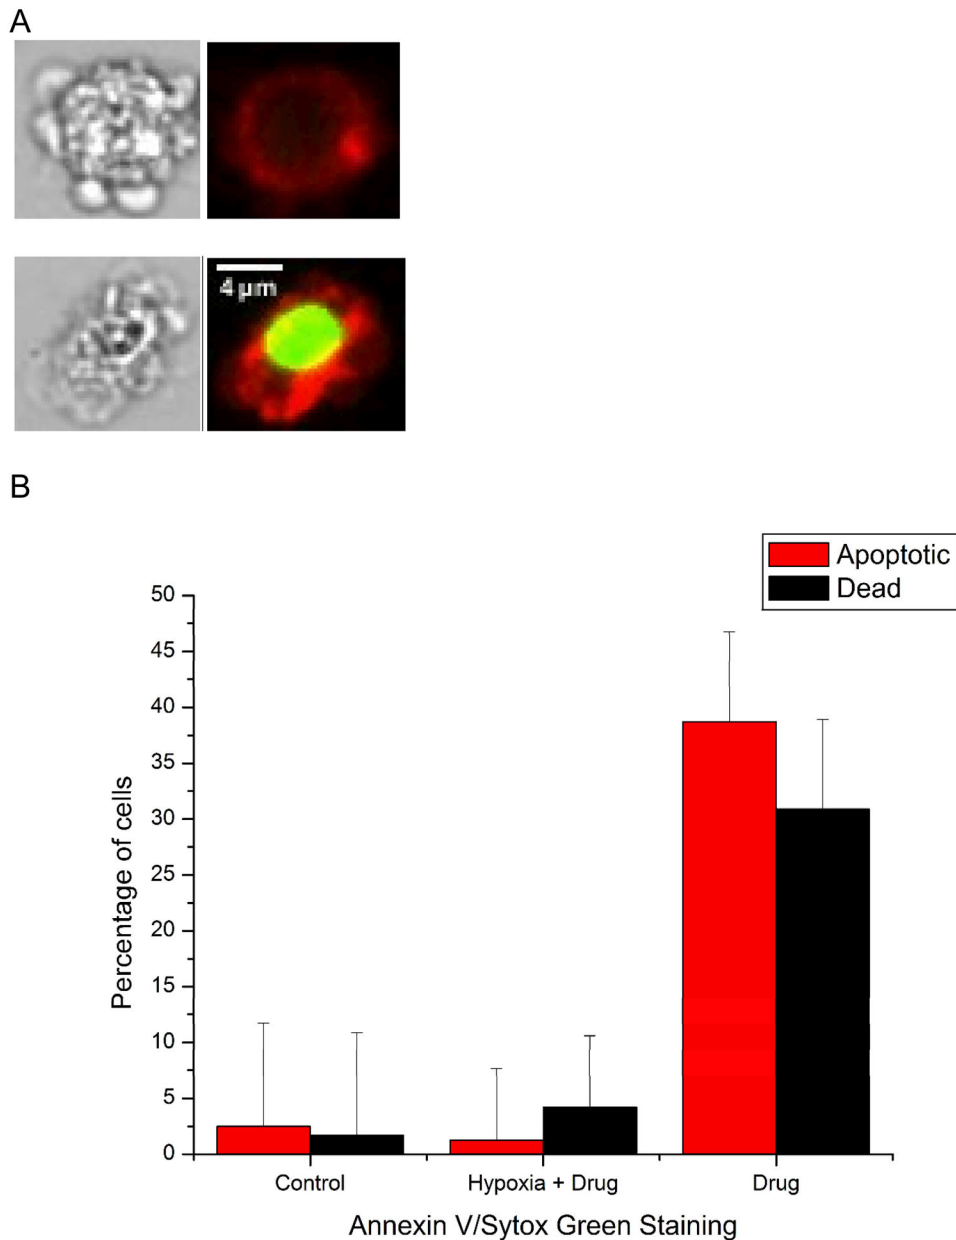 A
4 µm
B
Apoptotic
Dead
50
45
40
35
30
25
20
15
10
5
0
Percentage of cells
Control
Hypoxia + Drug
Drug
Annexin V/Sytox Green Staining